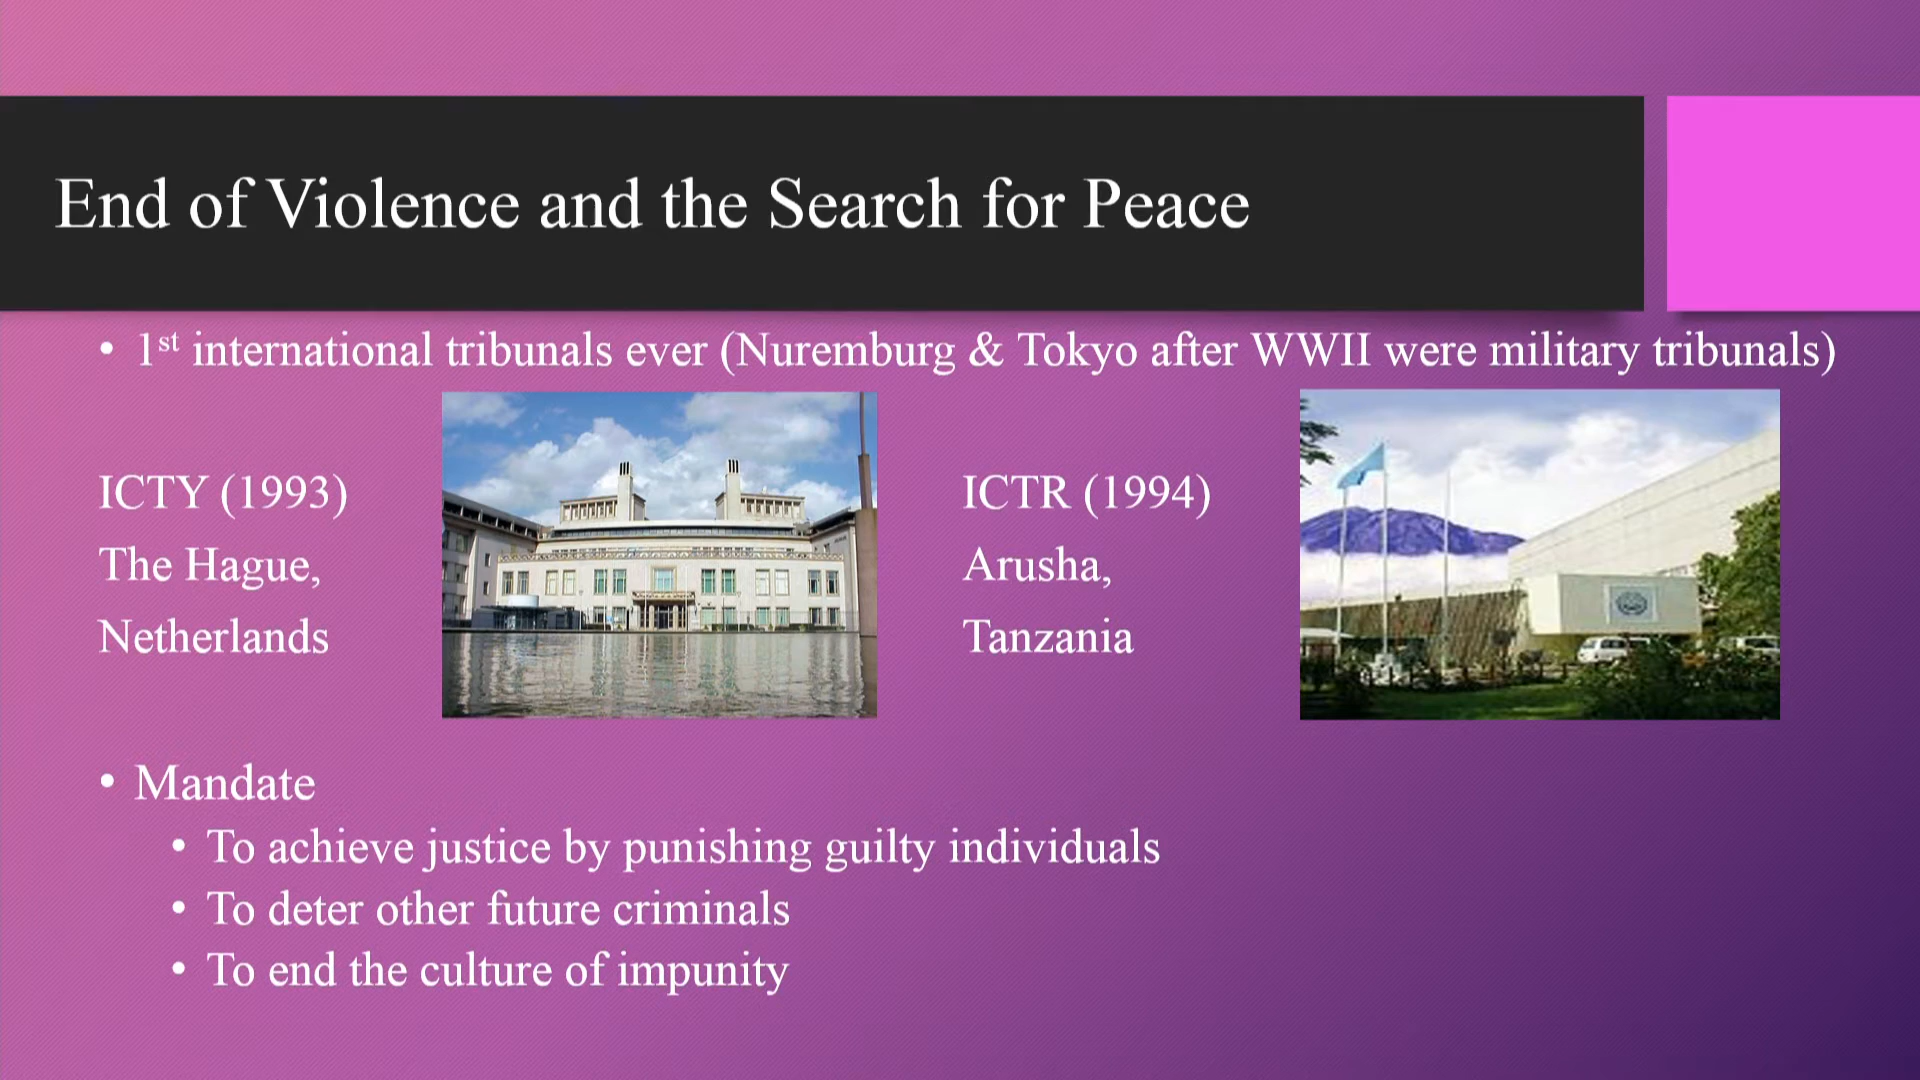 End of Violence and the Search for Peace
• 1st international tribunals ever (Nuremburg & Tokyo after WWII were military tribunals)
ICTY (1993)
The Hague,
Netherlands
ICTR (1994)
Arusha,
Tanzania
• Mandate
• To achieve justice by punishing guilty individuals
• To deter other future criminals
• To end the culture of impunity